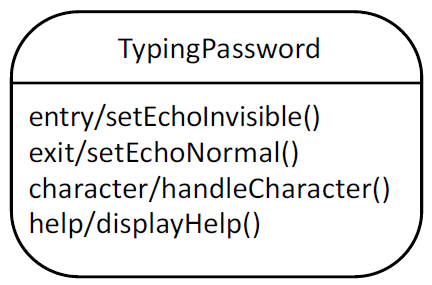 TypingPassword
entry/setEchoInvisible()
exit/setEchoNormal()
character/handleCharacter()
help/displayHelp()